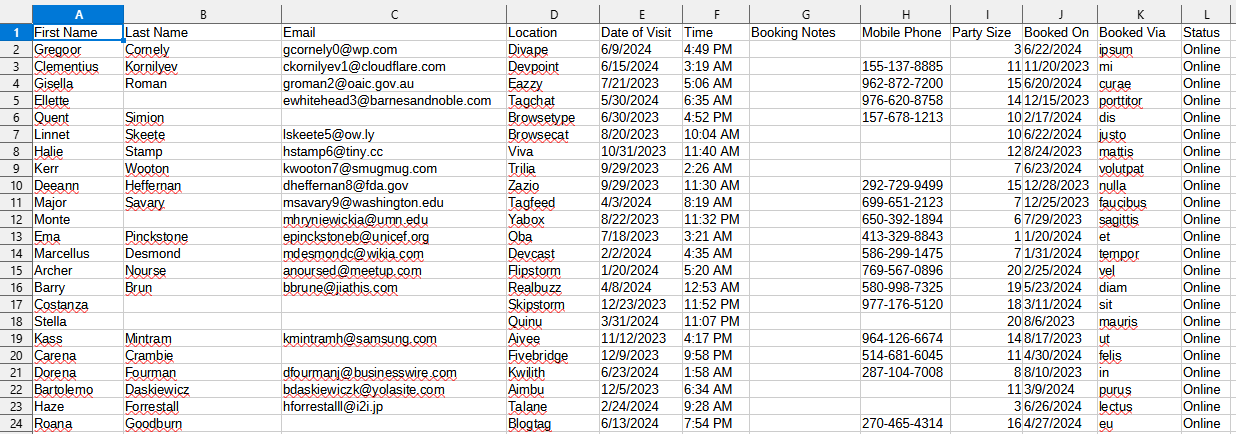 A B C D E F G H I J K L
1 First Name Last Name Email Location Date of Visit Time Booking Notes Mobile Phone Party Size Booked On Booked Via Status
2 Gregoor Cornely gcornely0@wp.com Divape 6/9/2024 4:49 PM 3 6/22/2024 ipsum Online
3 Clementius Kornilyev ckornilyev1@cloudflare.com Devpoint 6/15/2024 3:19 AM 155-137-8885 11 11/20/2023 mi Online
4 Gisella Roman groman2@oaic.gov.au Eazzy 7/21/2023 5:06 AM 962-872-7200 15 6/20/2024 curae Online
5 Ellette ewhitehead3@barnesandnoble.com Tagchat 5/30/2024 6:35 AM 976-620-8758 14 12/15/2023 porttitor Online
6 Quent Simion Browsetype 6/30/2023 4:52 PM 157-678-1213 10 2/17/2024 dis Online
7 Linnet Skeete lskeete5@ow.ly Browsecat 8/20/2023 10:04 AM 10 6/22/2024 justo Online
8 Halie Stamp hstamp6@tiny.cc Viva 10/31/2023 11:40 AM 12 8/24/2023 mattis Online
9 Kerr Wooton kwooton7@smugmug.com Trilia 9/29/2023 2:26 AM 7 6/23/2024 volutpat Online
10 Deeann Heffernan dheffernan8@fda.gov Zazio 9/29/2023 11:30 AM 292-729-9499 15 12/28/2023 nulla Online
11 Major Savary msavary9@washington.edu Tagfeed 4/3/2024 8:19 AM 699-651-2123 7 12/25/2023 faucibus Online
12 Monte mhryniewickia@umn.edu Yabox 8/22/2023 11:32 PM 650-392-1894 6 7/29/2023 sagittis Online
13 Ema Pinckstone epinckstoneb@unicef.org Oba 7/18/2023 3:21 AM 413-329-8843 1 1/20/2024 et Online
14 Marcellus Desmond mdesmondc@wikia.com Devcast 2/2/2024 4:35 AM 586-299-1475 7 1/31/2024 tempor Online
15 Archer Nourse anoursed@meetup.com Flipstorm 1/20/2024 5:20 AM 769-567-0896 20 2/25/2024 vel Online
16 Barry Brun bbrune@jiathis.com Realbuzz 4/8/2024 12:53 AM 580-998-7325 19 5/23/2024 diam Online
17 Costanza Skipstorm 12/23/2023 11:52 PM 977-176-5120 18 3/11/2024 sit Online
18 Stella Quinu 3/31/2024 11:07 PM 20 8/6/2023 mauris Online
19 Kass Mintram kmintramh@samsung.com Aivee 11/12/2023 4:17 PM 964-126-6674 14 8/17/2023 ut Online
20 Carena Crambie Fivebridge 12/9/2023 9:58 PM 514-681-6045 11 4/30/2024 felis Online
21 Dorena Fourman dfourmanj@businesswire.com Kwilith 6/23/2024 1:58 AM 287-104-7008 8 8/10/2023 in Online
22 Bartolemo Daskiewicz bdaskiewiczk@yolasite.com Aimbu 12/5/2023 6:34 AM 11 3/9/2024 purus Online
23 Haze Forrestall hforrestalll@i2i.jp Talane 2/24/2024 9:28 AM 3 6/26/2024 lectus Online
24 Roana Goodburn Blogtag 6/13/2024 7:54 PM 270-465-4314 16 4/27/2024 eu Online